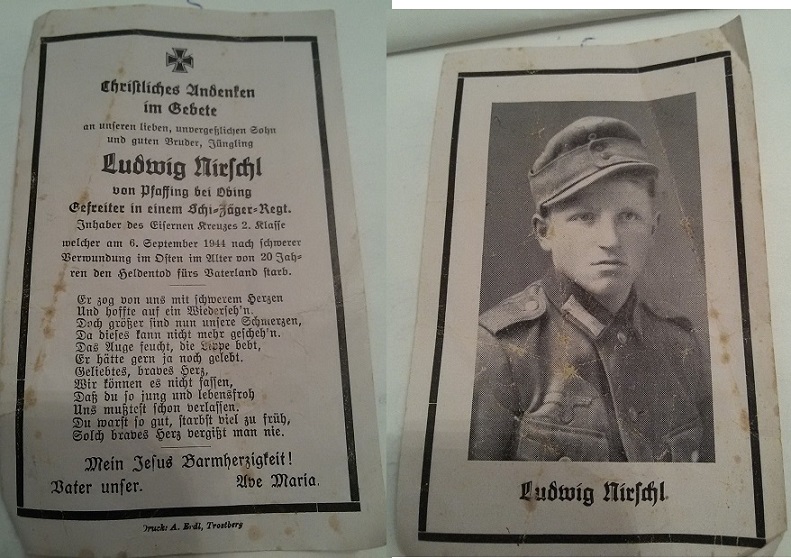 Christliches Andenken
im Gebete
an unseren lieben, unvergeßlichen Sohn
und guten Bruder, Jüngling
Ludwig Nirschl
von Pfaffing bei Obing
Gefreiter in einem Schi-Jäger-Regt.
Inhaber des Eisernen Kreuzes 2. Klasse
welcher am 6. September 1944 nach schwerer
Verwundung im Osten im Alter von 20 Jah-
ren den Heldentod fürs Vaterland starb.
Er zog von uns mit schwerem Herzen
Und hoffte auf ein Wiederseh'n.
Doch größer sind nun unsere Schmerzen,
Da dieses kann nicht mehr gescheh'n.
Das Auge feucht, die Lippe bebt,
Er hätte gern ja noch gelebt.
Geliebtes, braves Herz,
Wir können es nicht fassen,
Daß du so jung und lebensfroh
Uns mußtest schon verlassen.
Du warst so gut, starbst viel zu früh,
Solch braves Herz vergißt man nie.
Mein Jesus Barmherzigkeit!
Vater unser. Ave Maria.
Druck: A. Erdl, Trostberg
Ludwig Nirschl